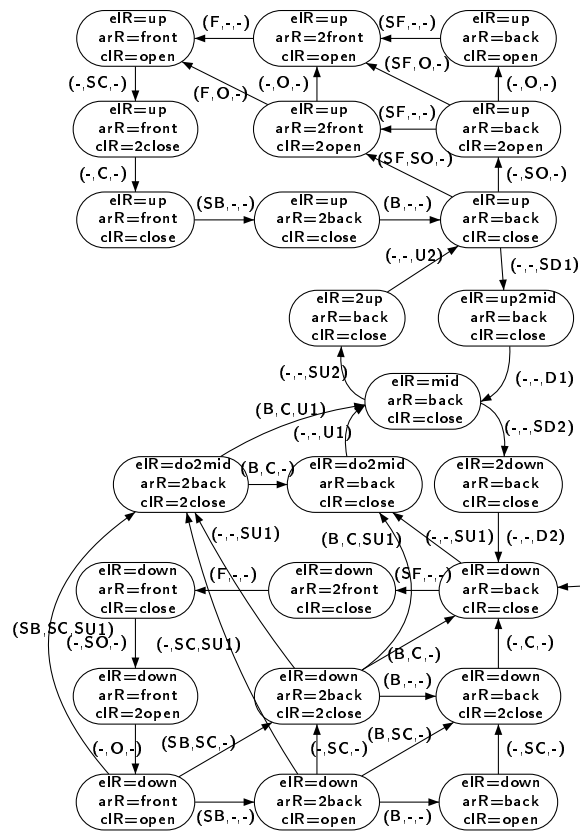 elR=up
arR=front
clR=open
(F,-,-)
elR=up
arR=2front
clR=open
(SF,-,-)
elR=up
arR=back
clR=open
(-,SC,-)
(F,O,-)
(-,O,-)
(SF,O,-)
(-,O,-)
elR=up
arR=front
clR=2close
elR=up
arR=2front
clR=2open
(SF,-,-)
elR=up
arR=back
clR=2open
(-,C,-)
(SF,SO,-)
(-,SO,-)
elR=up
arR=front
clR=close
(SB,-,-)
elR=up
arR=2back
clR=close
(B,-,-)
elR=up
arR=back
clR=close
(-,-,U2)
(-,-,SD1)
elR=2up
arR=back
clR=close
elR=up2mid
arR=back
clR=close
(-,-,SU2)
(-,-,D1)
elR=mid
arR=back
clR=close
(B,C,U1)
(-,-,U1)
(-,-,SD2)
elR=do2mid
arR=2back
clR=2close
(B,C,-)
elR=do2mid
arR=back
clR=close
elR=2down
arR=back
clR=close
(-,-,SU1)
(B,C,SU1)
(-,-,SU1)
(-,-,D2)
elR=down
arR=front
clR=close
(F,-,-)
elR=down
arR=2front
clR=close
(SF,-,-)
elR=down
arR=back
clR=close
(SB,SC,SU1)
(-,SO,-)
(-,SC,SU1)
(B,C,-)
(-,C,-)
elR=down
arR=front
clR=2open
elR=down
arR=2back
clR=2close
(B,-,-)
elR=down
arR=back
clR=2close
(-,O,-)
(SB,SC,-)
(-,SC,-)
(B,SC,-)
(-,SC,-)
elR=down
arR=front
clR=open
(SB,-,-)
elR=down
arR=2back
clR=open
(B,-,-)
elR=down
arR=back
clR=open